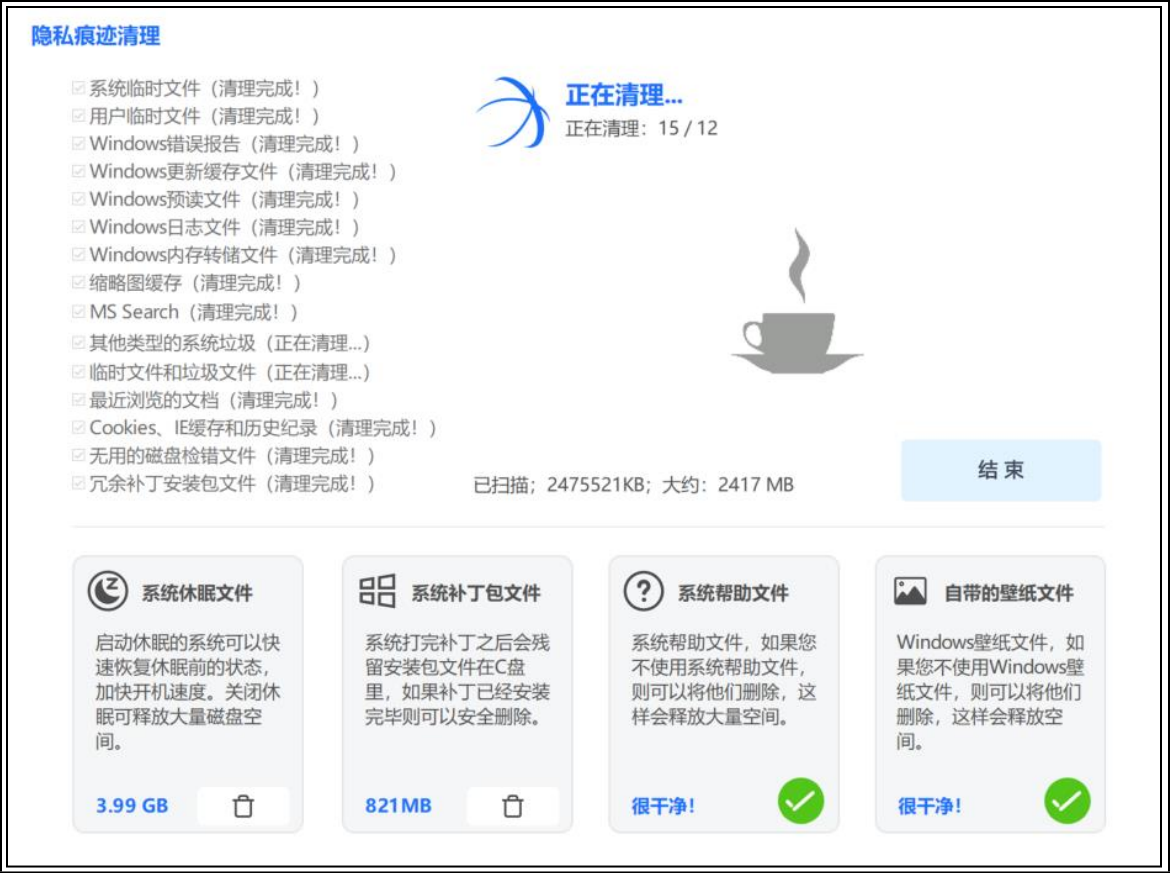 隐私痕迹清理
系统临时文件（清理完成！）
用户临时文件（清理完成！）
Windows错误报告（清理完成！）
Windows更新缓存文件（清理完成！）
Windows预读文件（清理完成！）
Windows日志文件（清理完成！）
Windows内存转储文件（清理完成！）
缩略图缓存（清理完成！）
MS Search（清理完成！）
其他类型的系统垃圾（正在清理...）
临时文件和垃圾文件（正在清理...）
最近浏览的文档（清理完成！）
Cookies、IE缓存和历史纪录（清理完成！）
无用的磁盘检错文件（清理完成！）
冗余补丁安装包文件（清理完成！）
正在清理...
正在清理：15 / 12
已扫描；2475521KB；大约：2417 MB
结 束
系统休眠文件
启动休眠的系统可以快
速恢复休眠前的状态，
加快开机速度。关闭休
眠可释放大量磁盘空
间。
3.99 GB
系统补丁包文件
系统打完补丁之后会残
留安装包文件在C盘
里，如果补丁已经安装
完毕则可以安全删除。
821MB
系统帮助文件
系统帮助文件，如果您
不使用系统帮助文件，
则可以将他们删除，这
样会释放大量空间。
很干净！
自带的壁纸文件
Windows壁纸文件，如
果您不使用Windows壁
纸文件，则可以将他们
删除，这样会释放空
间。
很干净！